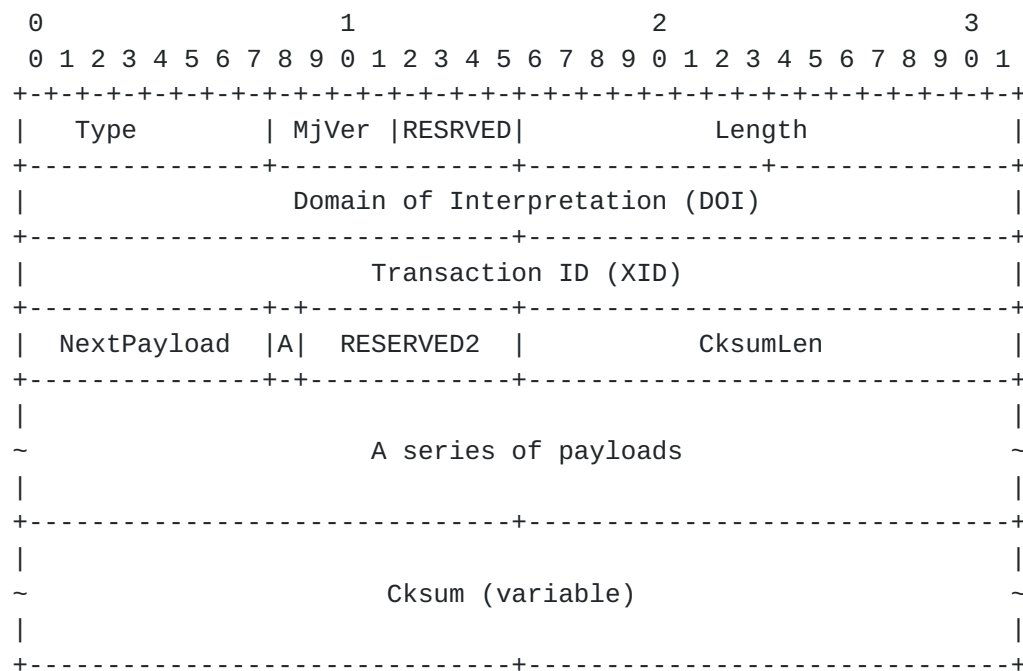 0                   1                   2                   3
 0 1 2 3 4 5 6 7 8 9 0 1 2 3 4 5 6 7 8 9 0 1 2 3 4 5 6 7 8 9 0 1
+-+-+-+-+-+-+-+-+-+-+-+-+-+-+-+-+-+-+-+-+-+-+-+-+-+-+-+-+-+-+-+-+
|   Type        | MjVer |RESRVED|            Length             |
+---------------+---------------+---------------+---------------+
|                 Domain of Interpretation (DOI)                |
+-------------------------------+-------------------------------+
|                      Transaction ID (XID)                     |
+---------------+-+-------------+-------------------------------+
|  NextPayload  |A|  RESERVED2  |           CksumLen            |
+---------------+-+-------------+-------------------------------+
|                                                               |
~                      A series of payloads                     ~
|                                                               |
+-------------------------------+-------------------------------+
|                                                               |
~                       Cksum (variable)                        ~
|                                                               |
+-------------------------------+-------------------------------+